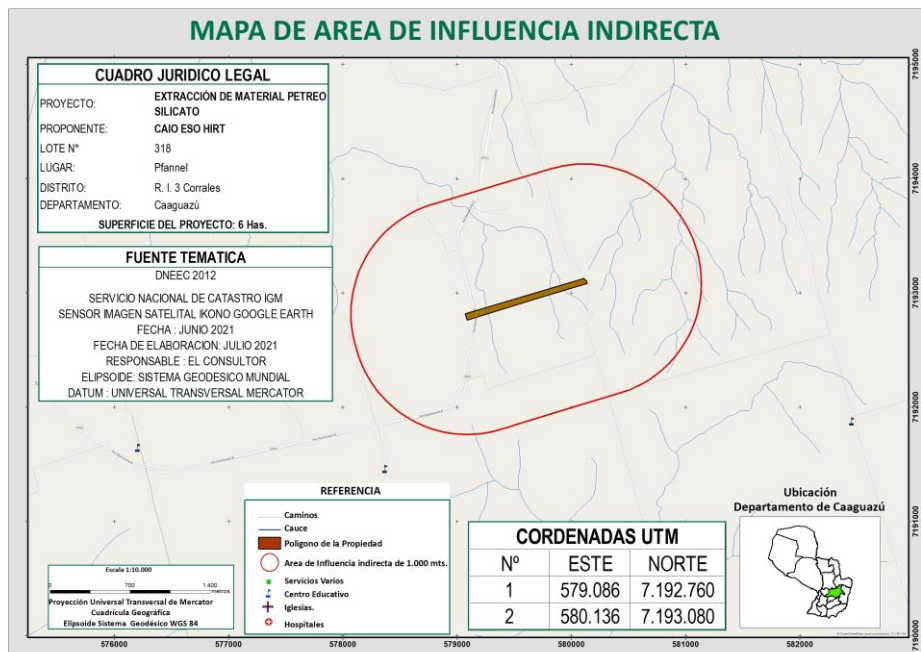 MAPA DE AREA DE INFLUENCIA INDIRECTA
CUADRO JURIDICO LEGAL
PROYECTO: EXTRACCIÓN DE MATERIAL PETREO
SILICATO
PROPONENTE: CAIO ESO HIRT
LOTE N° 318
LUGAR: Pfannel
DISTRITO: R. I. 3 Corrales
DEPARTAMENTO: Caaguazú
SUPERFICIE DEL PROYECTO: 6 Has.
FUENTE TEMATICA
DNEEC 2012
SERVICIO NACIONAL DE CATASTRO IGM
SENSOR IMAGEN SATELITAL IKONO GOOGLE EARTH
FECHA : JUNIO 2021
FECHA DE ELABORACION: JULIO 2021
RESPONSABLE : EL CONSULTOR
ELIPSOIDE: SISTEMA GEODESICO MUNDIAL
DATUM : UNIVERSAL TRANSVERSAL MERCATOR
7195000
7194000
7193000
7192000
7191000
7190000
REFERENCIA
Caminos
Cauce
Poligono de la Propiedad
Area de Influencia indirecta de 1.000 mts.
Servicios Varios
Centro Educativo
Iglesias.
Hospitales
Escala 1:10.000
0 700 1.400
metros
Proyección Universal Transversal de Mercator
Cuadrícula Geográfica
Elipsoide Sistema Geodésico WGS 84
CORDENADAS UTM
Nº ESTE NORTE
1 579.086 7.192.760
2 580.136 7.193.080
Ubicación
Departamento de Caaguazú
576000 577000 578000 579000 580000 581000 582000